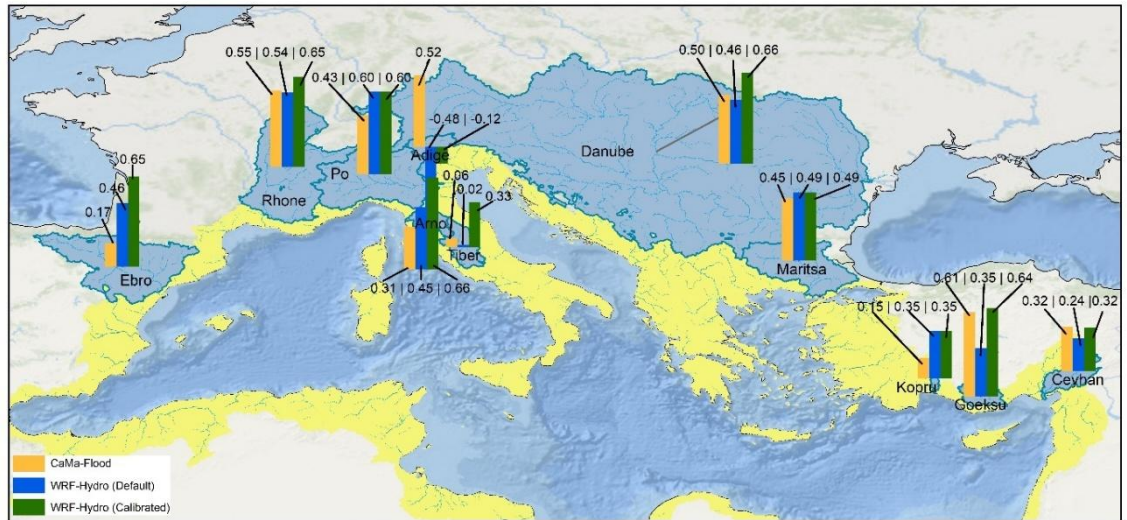 0.52
0.55 | 0.54 | 0.65
0.50 | 0.46 | 0.66
0.43 | 0.60 | 0.60
-0.48 | -0.12
Adige
Danube
Po
0.65
0.46
0.17
Rhone
0.06
0.02
0.33
0.45 | 0.49 | 0.49
Arno
Tiber
Ebro
Maritsa
0.31 | 0.45 | 0.66
0.61 | 0.35 | 0.64
0.15 | 0.35 | 0.35
0.32 | 0.24 | 0.32
Kopru
Goeksu
Ceyhan
CaMa-Flood
WRF-Hydro (Default)
WRF-Hydro (Calibrated)